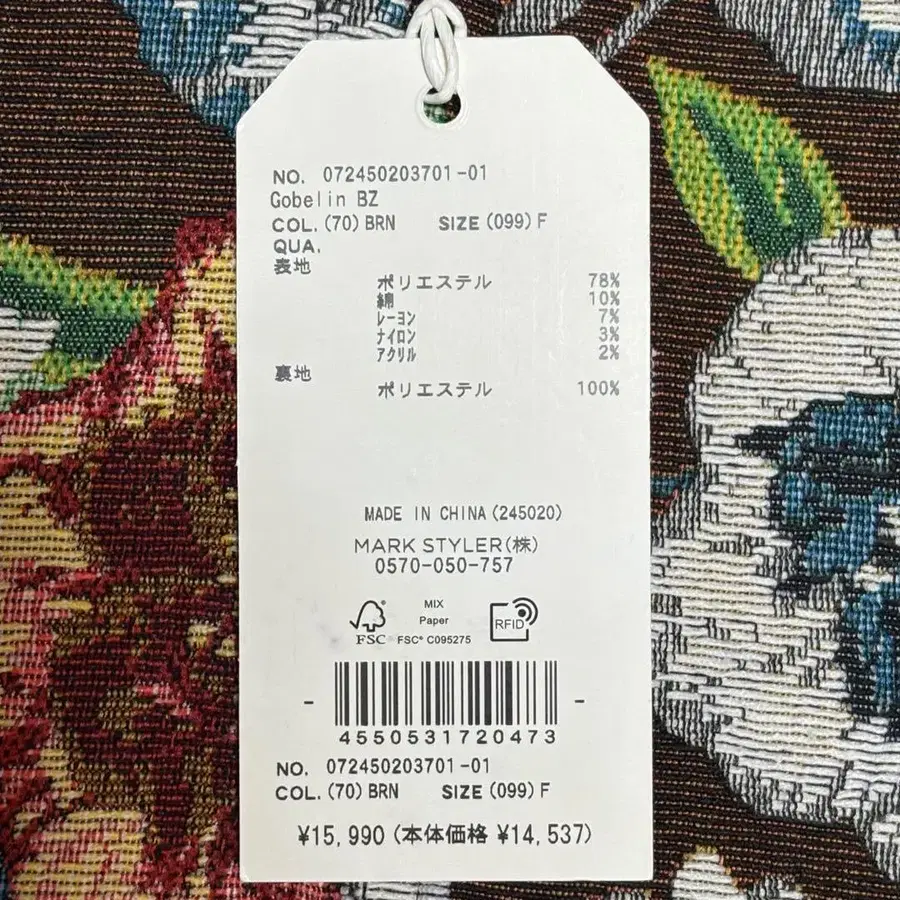 NO. 072450203701-01
Gobelin BZ
COL. (70) BRN SIZE (099) F
QUA.
表地
ポリエステル 78%
綿 10%
レーヨン 7%
ナイロン 3%
アクリル 2%
裏地
ポリエステル 100%
MADE IN CHINA (245020)
MARK STYLER(株)
0570-050-757
MIX
Paper
FSC® FSC® C095275
RFID
4550531720473
NO. 072450203701-01
COL. (70) BRN SIZE (099) F
¥15,990 (本体価格 ¥14,537)